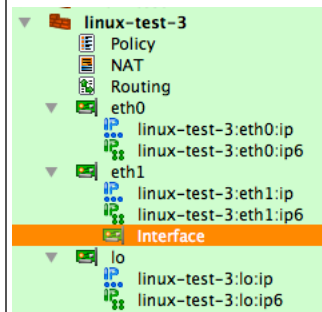 linux-test-3
Policy
NAT
Routing
eth0
linux-test-3:eth0:ip
linux-test-3:eth0:ip6
eth1
linux-test-3:eth1:ip
linux-test-3:eth1:ip6
Interface
lo
linux-test-3:lo:ip
linux-test-3:lo:ip6